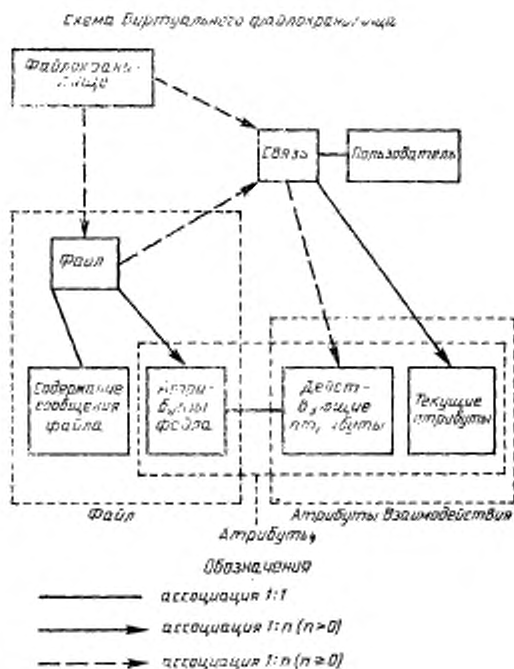 Схема виртуального файлохранилища
Файлохрани-
лище
Связь
Пользователь
Файл
Содержание
сообщения
файла
Атри-
буты
файла
Дейст-
вующие
атрибуты
Текущие
атрибуты
Файл
Атрибуты взаимодействия
Атрибуты
Обозначения
ассоциация 1:1
ассоциация 1:n (n>0)
ассоциация 1:n (n≥0)